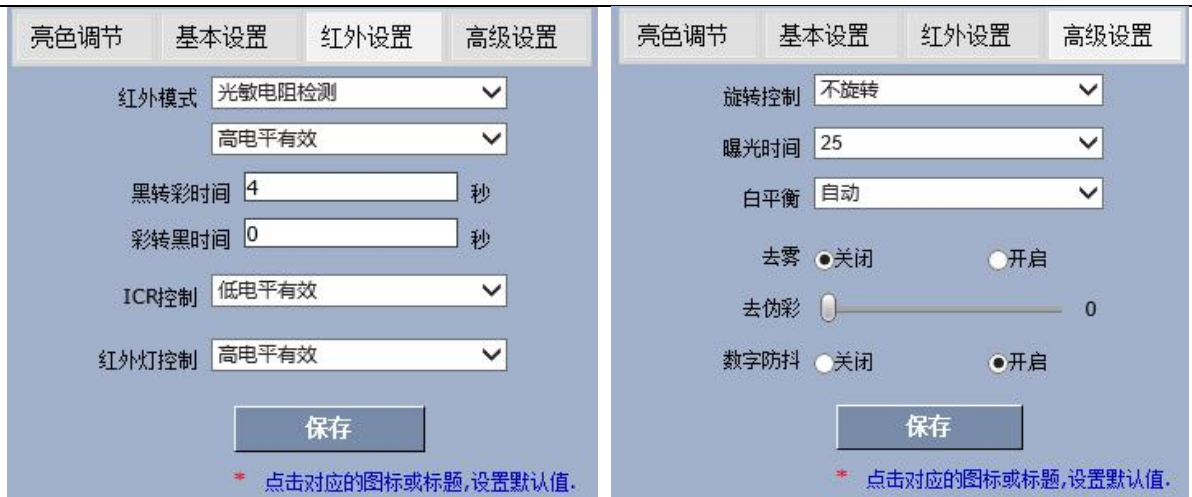 亮色调节 基本设置 红外设置 高级设置
红外模式 光敏电阻检测
高电平有效
黑转彩时间 4 秒
彩转黑时间 0 秒
ICR控制 低电平有效
红外灯控制 高电平有效
保存
* 点击对应的图标或标题,设置默认值.
亮色调节 基本设置 红外设置 高级设置
旋转控制 不旋转
曝光时间 25
白平衡 自动
去雾 关闭 开启
去伪彩 0
数字防抖 关闭 开启
保存
* 点击对应的图标或标题,设置默认值.